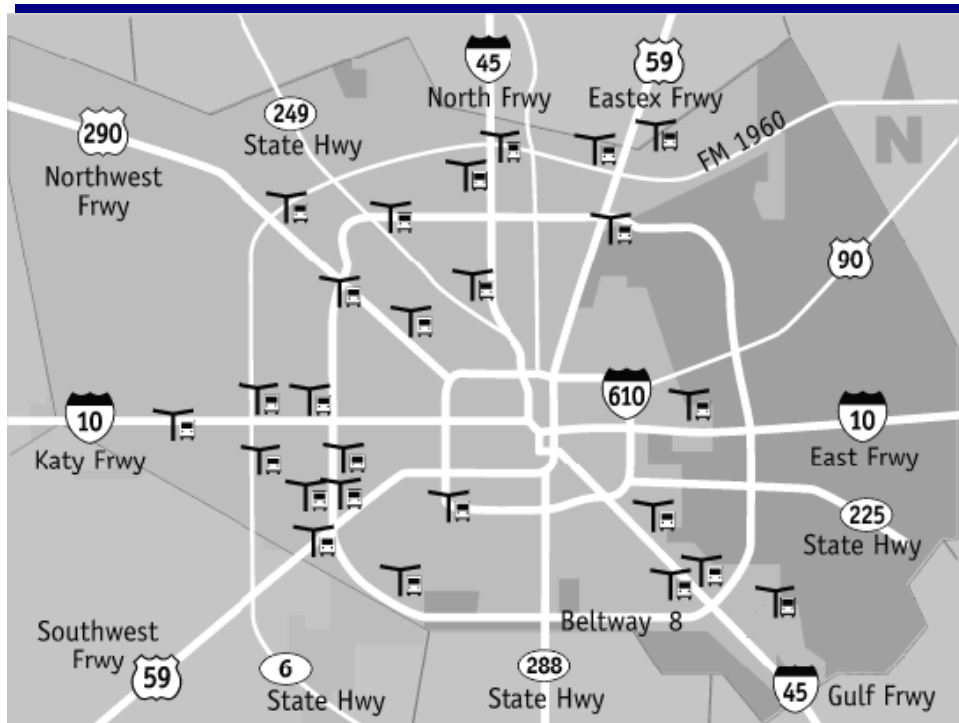 45
59
North Frwy
Eastex Frwy
249
State Hwy
290
Northwest
Frwy
FM 1960
N
90
610
10
Katy Frwy
10
East Frwy
225
State Hwy
Beltway 8
Southwest
Frwy
59
6
State Hwy
288
State Hwy
45
Gulf Frwy